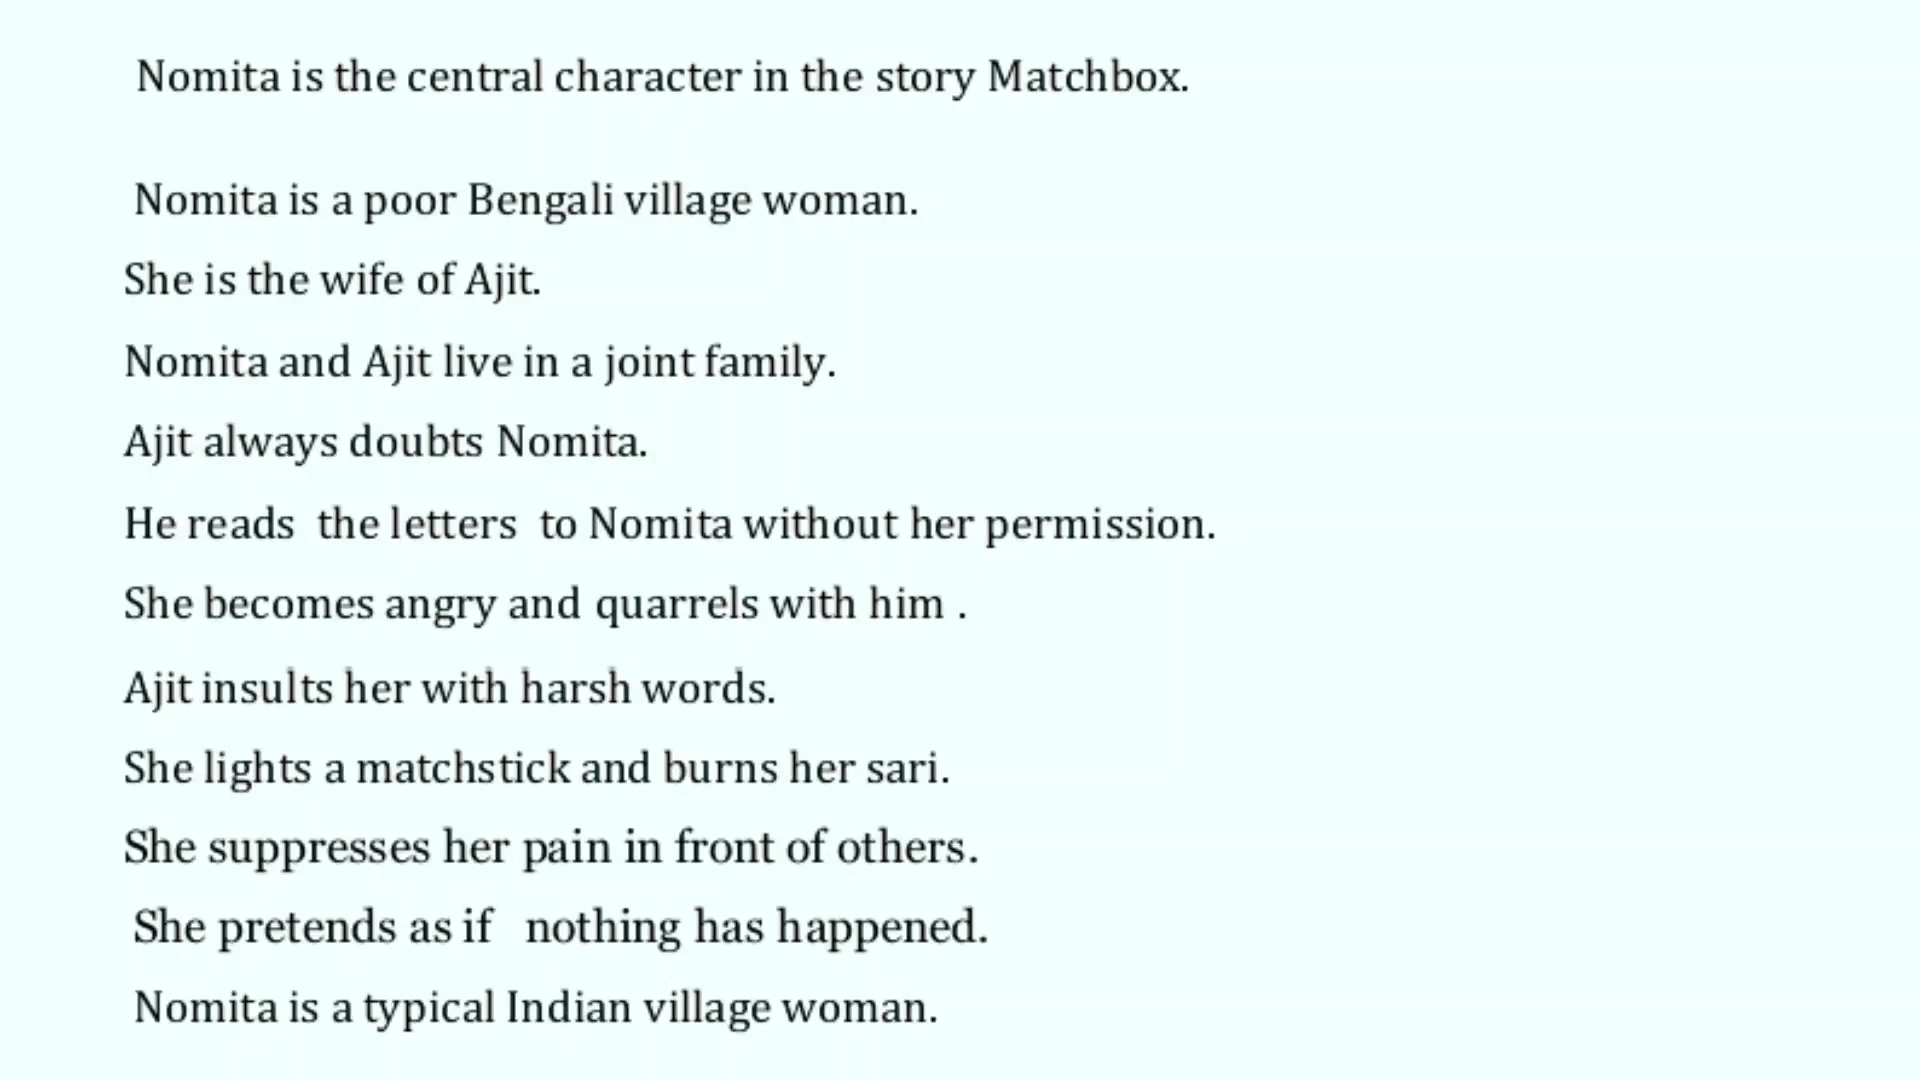 Nomita is the central character in the story Matchbox.
Nomita is a poor Bengali village woman.
She is the wife of Ajit.
Nomita and Ajit live in a joint family.
Ajit always doubts Nomita.
He reads the letters to Nomita without her permission.
She becomes angry and quarrels with him .
Ajit insults her with harsh words.
She lights a matchstick and burns her sari.
She suppresses her pain in front of others.
She pretends as if nothing has happened.
Nomita is a typical Indian village woman.